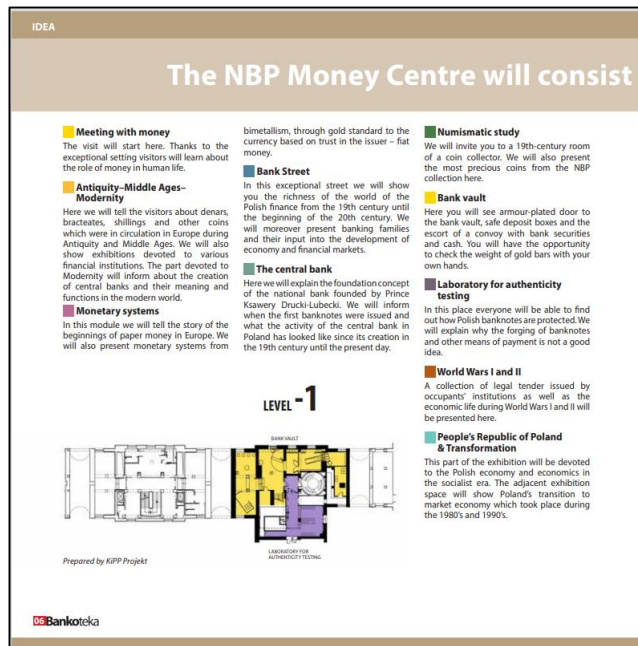 IDEA
The NBP Money Centre will consist
Meeting with money
The visit will start here. Thanks to the
exceptional setting visitors will learn about
the role of money in human life.
Antiquity–Middle Ages–
Modernity
Here we will tell the visitors about denars,
bracteates, shillings and other coins
which were in circulation in Europe during
Antiquity and Middle Ages. We will also
show exhibitions devoted to various
financial institutions. The part devoted to
Modernity will inform about the creation
of central banks and their meaning and
functions in the modern world.
Monetary systems
In this module we will tell the story of the
beginnings of paper money in Europe. We
will also present monetary systems from
bimetallism, through gold standard to the
currency based on trust in the issuer – fiat
money.
Bank Street
In this exceptional street we will show
you the richness of the world of the
Polish finance from the 19th century until
the beginning of the 20th century. We
will moreover present banking families
and their input into the development of
economy and financial markets.
The central bank
Here we will explain the foundation concept
of the national bank founded by Prince
Ksawery Drucki-Lubecki. We will inform
when the first banknotes were issued and
what the activity of the central bank in
Poland has looked like since its creation in
the 19th century until the present day.
Numismatic study
We will invite you to a 19th-century room
of a coin collector. We will also present
the most precious coins from the NBP
collection here.
Bank vault
Here you will see armour-plated door to
the bank vault, safe deposit boxes and the
escort of a convoy with bank securities
and cash. You will have the opportunity
to check the weight of gold bars with your
own hands.
Laboratory for authenticity
testing
In this place everyone will be able to find
out how Polish banknotes are protected. We
will explain why the forging of banknotes
and other means of payment is not a good
idea.
World Wars I and II
A collection of legal tender issued by
occupants' institutions as well as the
economic life during World Wars I and II will
be presented here.
People's Republic of Poland
& Transformation
This part of the exhibition will be devoted
to the Polish economy and economics in
the socialist era. The adjacent exhibition
space will show Poland's transition to
market economy which took place during
the 1980's and 1990's.
LEVEL -1
BANK VAULT
LABORATORY FOR
AUTHENTICITY TESTING
Prepared by KiPP Projekt
06 Bankoteka